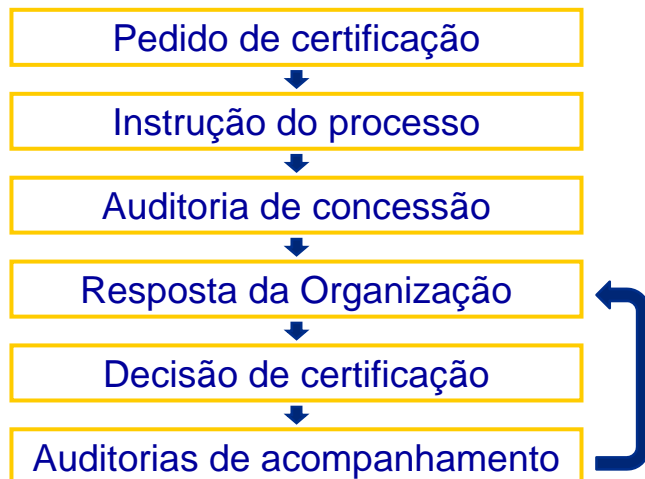 Pedido de certificação
Instrução do processo
Auditoria de concessão
Resposta da Organização
Decisão de certificação
Auditorias de acompanhamento